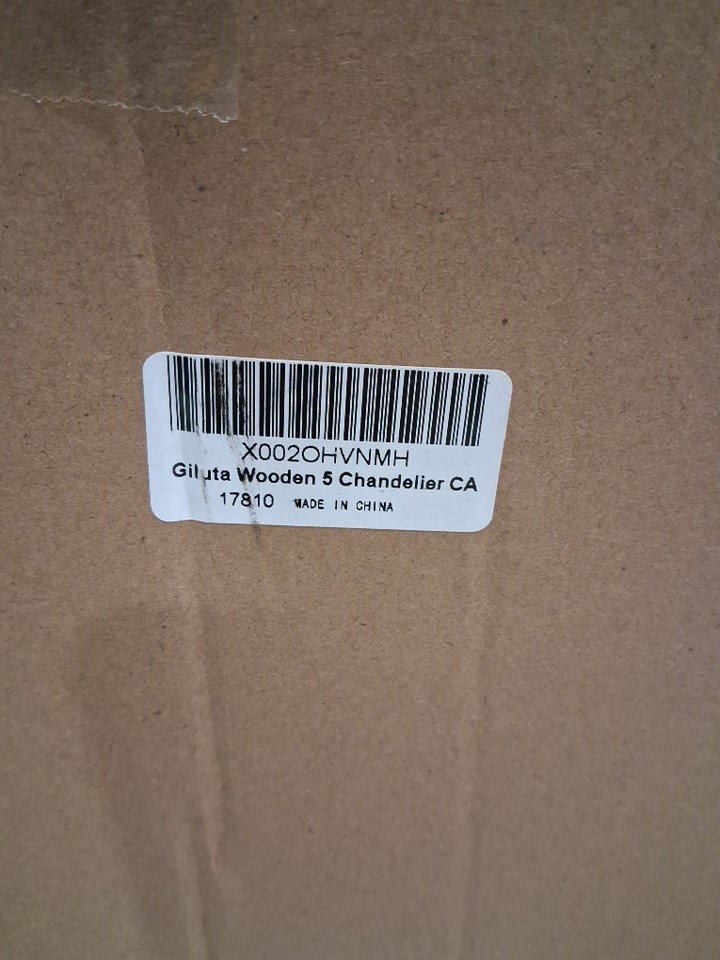 X002OHVNMH
Giluta Wooden 5 Chandelier CA
17810 MADE IN CHINA